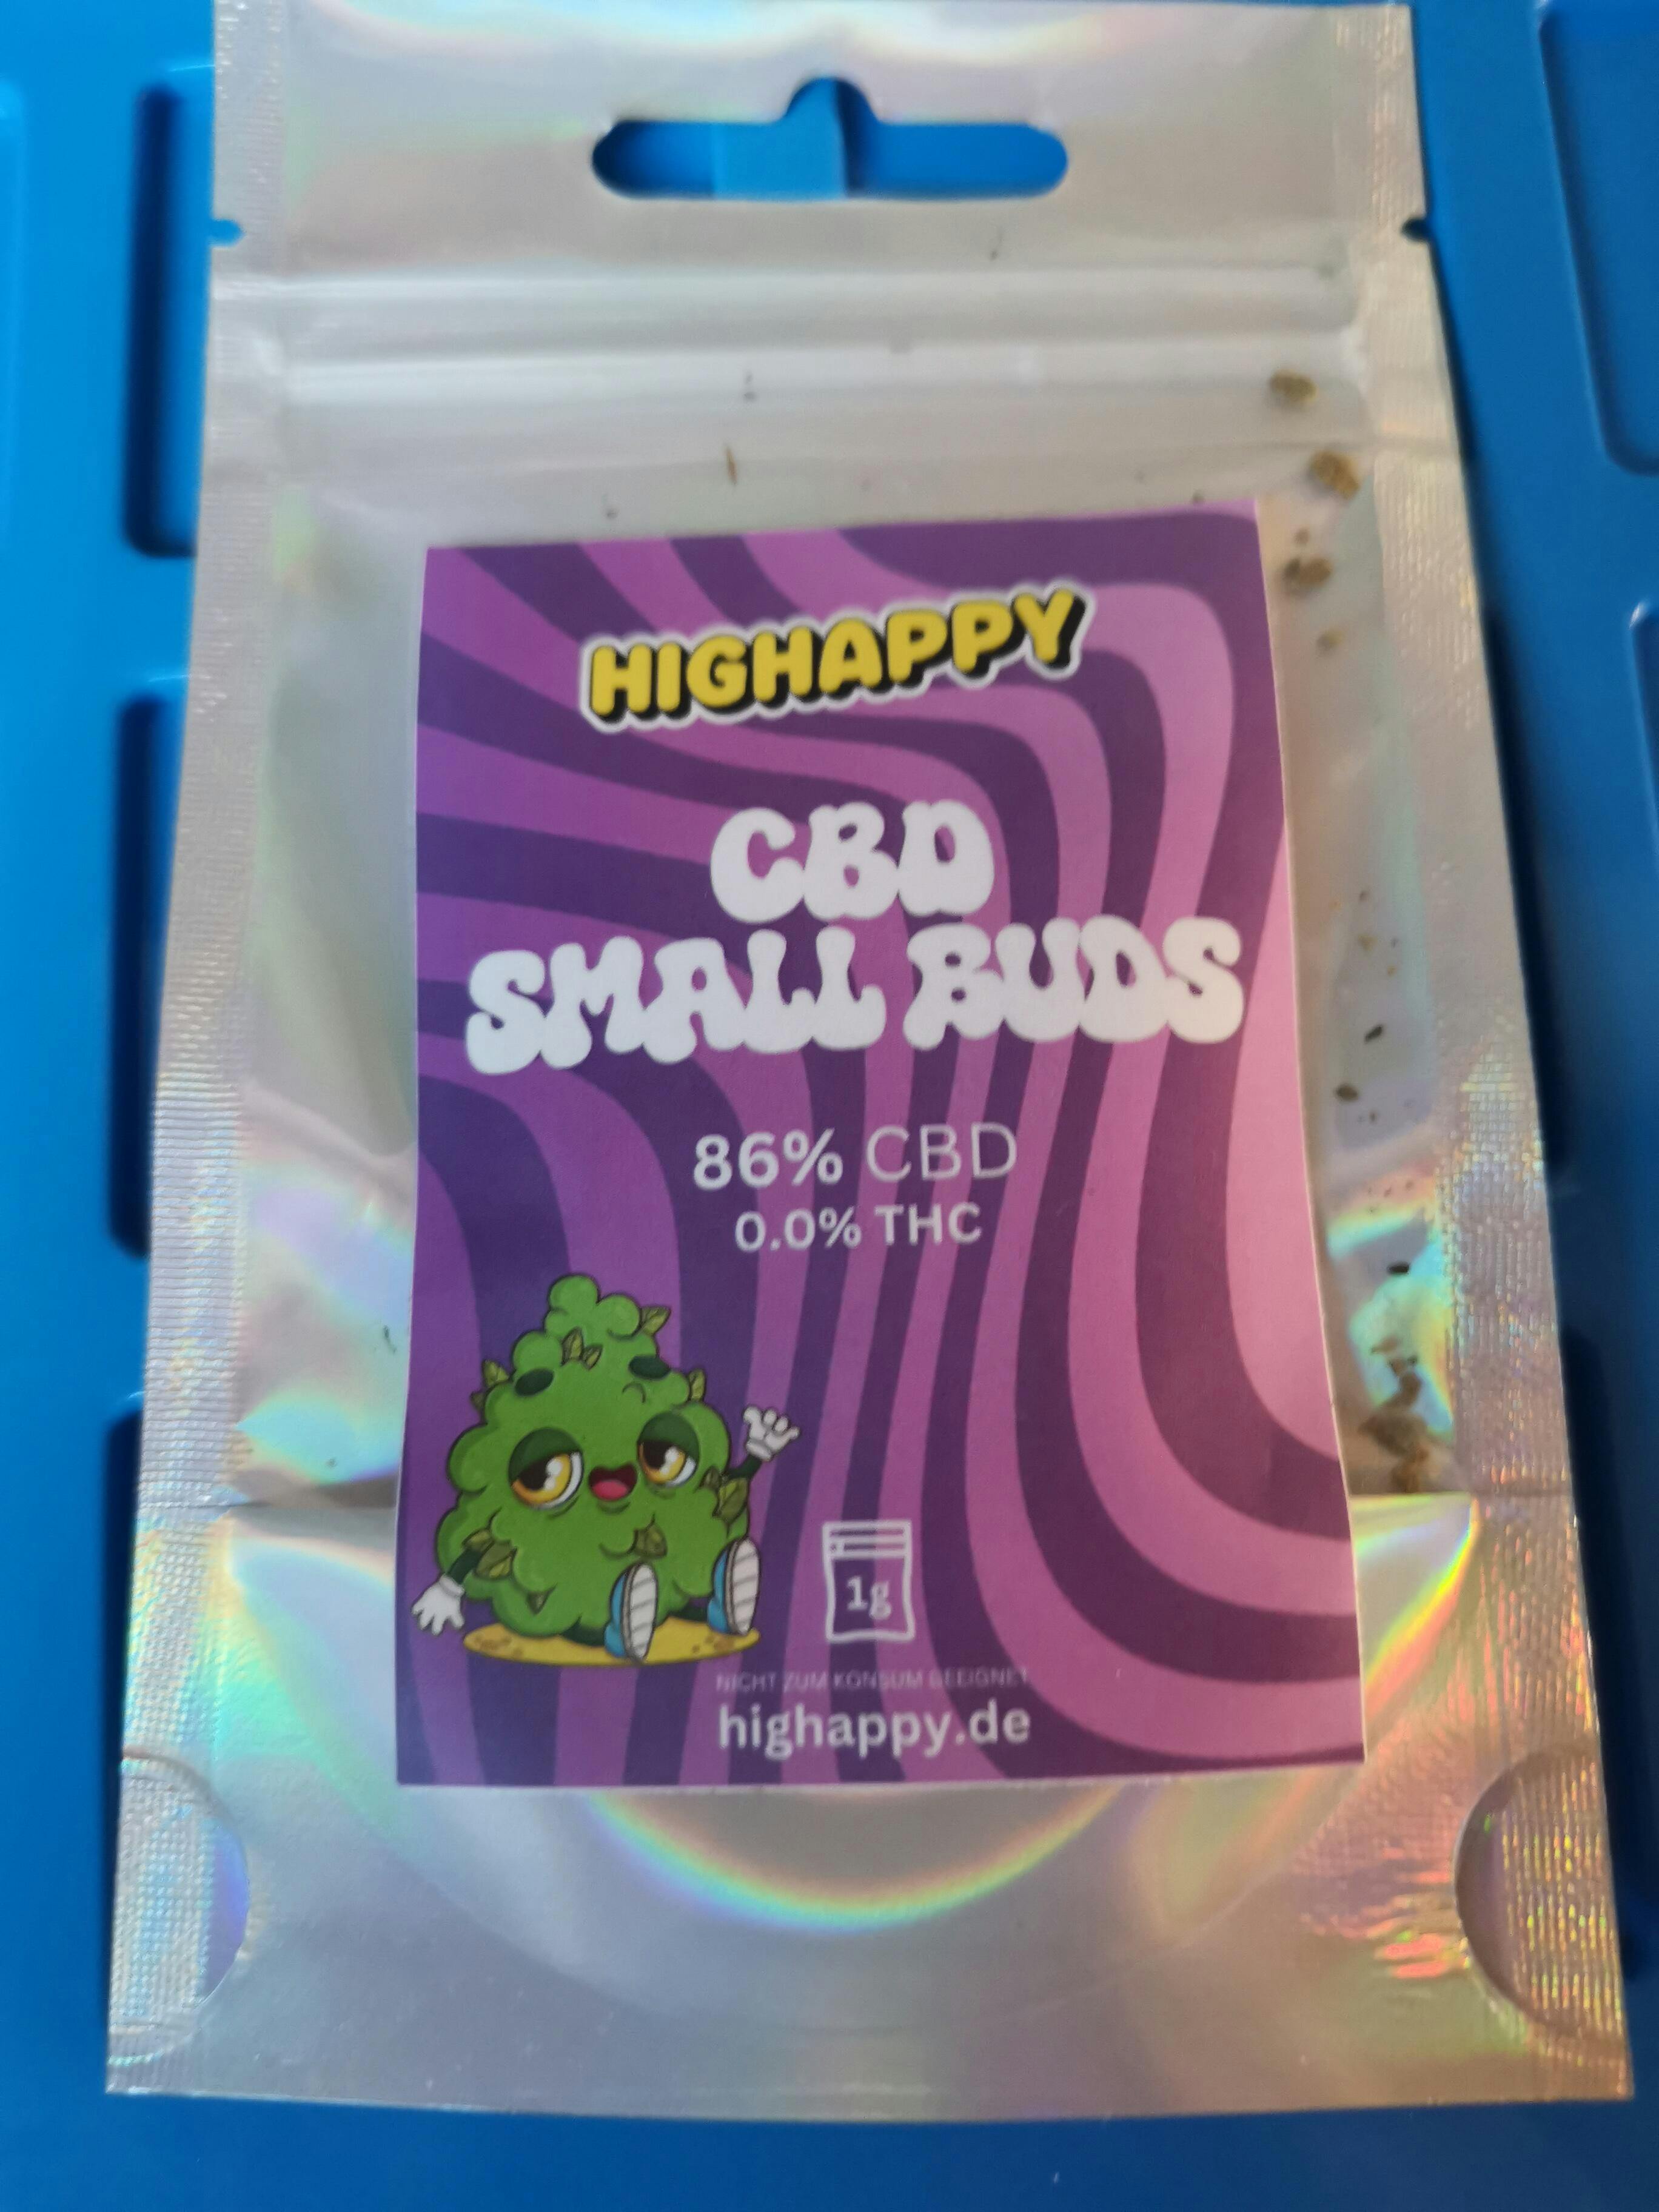 HIGHAPPY
CBD
SMALL BUDS
86% CBD
0.0% THC
1g
NICHT ZUM KONSUM GEEIGNET
highappy.de